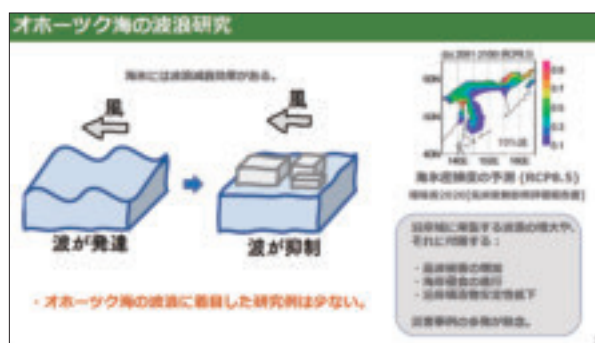 オホーツク海の波浪研究
海氷には波浪減衰効果がある。
風
風
波が発達
波が抑制
・オホーツク海の波浪に着目した研究例は少ない。
海氷密接度の予測 (RCP8.5)
沿岸域に来襲する波浪の増大や、
それに付随する：
・高波被害の増加
・海岸侵食の進行
・沿岸構造物安定性低下
災害事例の多発が懸念。